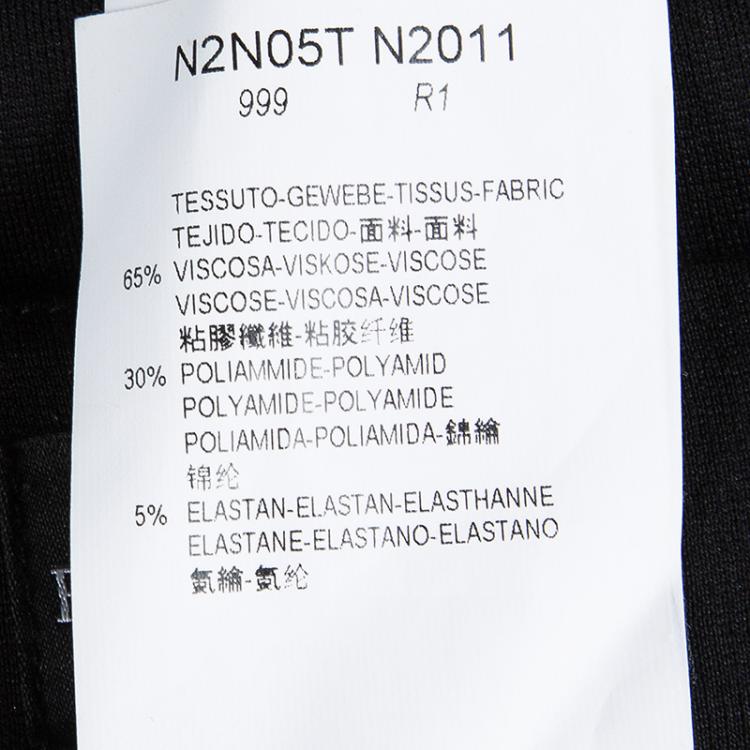 N2N05T N2011
999 R1
TESSUTO-GEWEBE-TISSUS-FABRIC
TEJIDO-TECIDO-面料-面料
65% VISCOSA-VISKOSE-VISCOSE
VISCOSE-VISCOSA-VISCOSE
粘膠纖維-粘胶纤维
30% POLIAMMIDE-POLYAMID
POLYAMIDE-POLYAMIDE
POLIAMIDA-POLIAMIDA-錦綸
锦纶
5% ELASTAN-ELASTAN-ELASTHANNE
ELASTANE-ELASTANO-ELASTANO
氨綸-氨纶